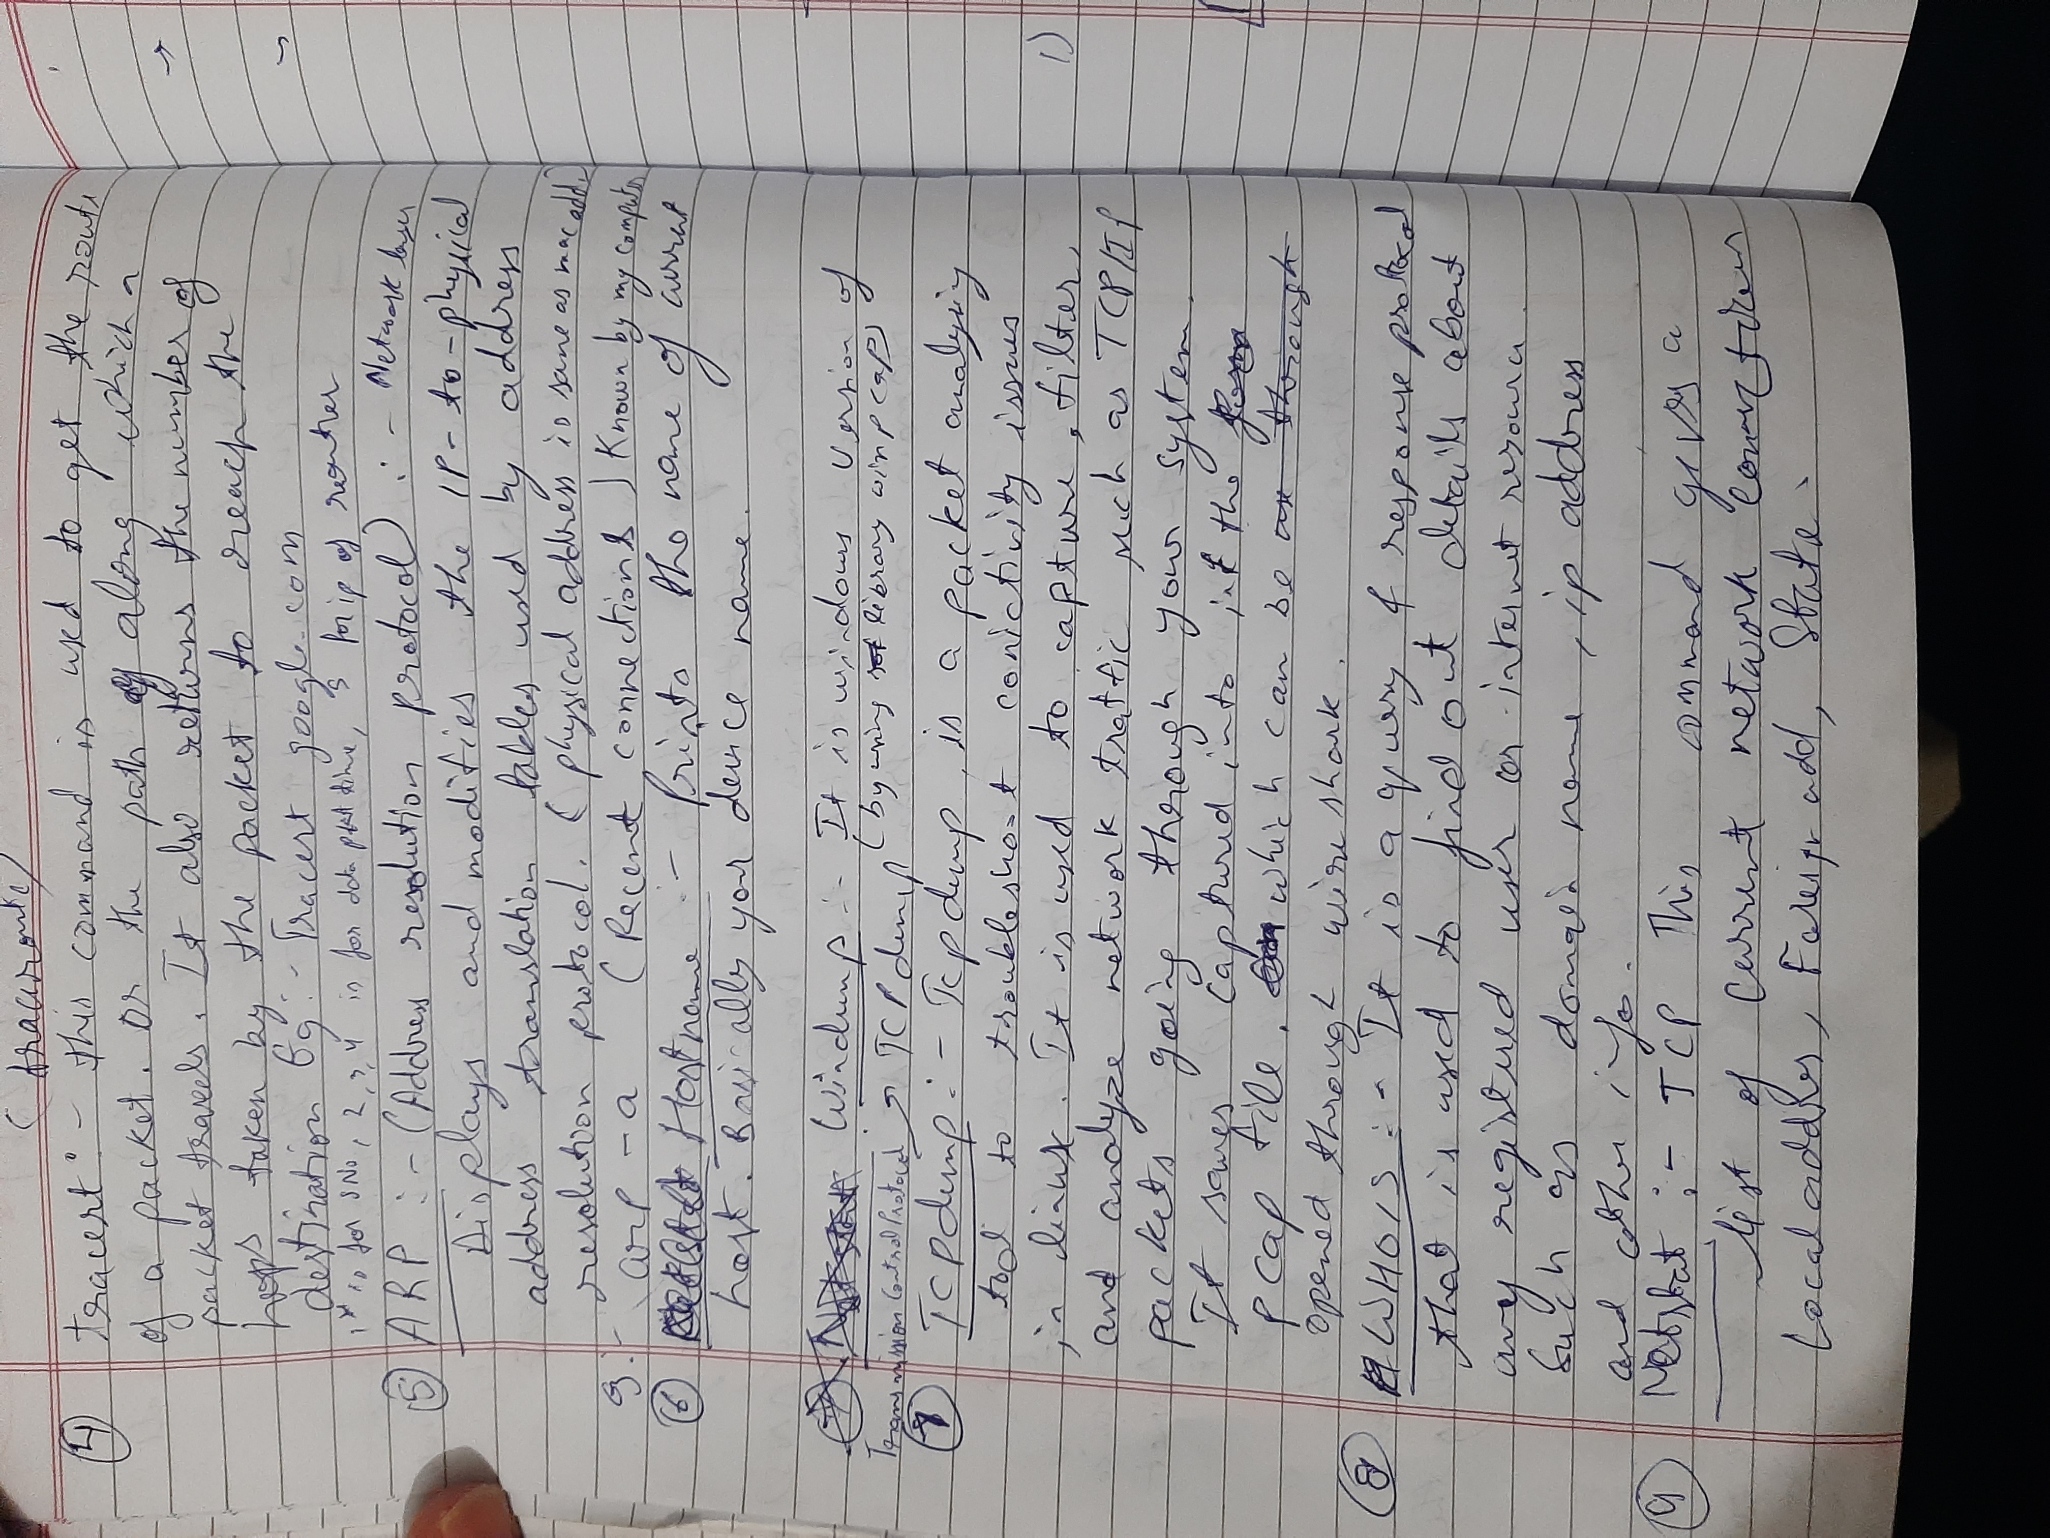 (traceroute)
④ tracert :- this command is used to get the route
of a packet. or the path of along which a
packet travels. It also returns the number of
hops taken by the packet to reach the
destination Eg :- Tracert google.com
1st is for SNo, 2, 3, 4 is for data pkt time, 5 for ip of routher
⑤ ARP :- (Address resolution protocol) :- Network layer
Displays and modifies the IP-to-physical
address translation tables used by address
resolution protocol. (physical address is same as mac add.)
g :- arp -a (Recent connections) Known by my computer
⑥ Hostname :- Prints the name of current
host. Basically your device name.
Windump :- It is windows version of
(by using library winpcap)
Transmission Control Protocol → TCPdump
⑦ TCPdump :- Tcpdump is a packet analysing
tool to troubleshoot conictivity issues
in linux. It is used to capture, filter,
and analyze network traffic such as TCP/IP
packets going through your system.
It saves captured into int the
pcap file. which can be
opened through wire shark.
⑧ WHOIS :- It is a query & response protocol
that is used to find out details about
any registered user or internet resource.
Such as domain name, ip address
and other info.
⑨ Netstat :- TCP This command gives a
list of current network connections
Local address, Foreign add, State.
1)